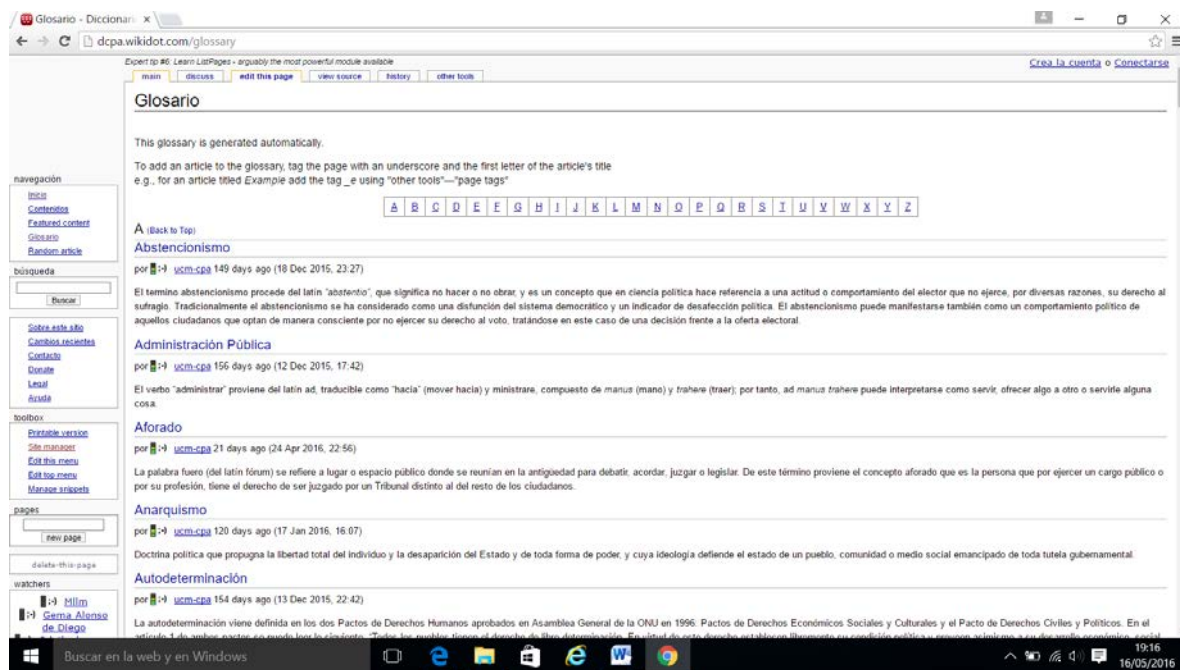 Glosario - Diccionari
dcpa.wikidot.com/glossary
Expert tip #6: Learn ListPages - arguably the most powerful module available
Crea la cuenta o Conectarse
main discuss edit this page view source history other tools
Glosario
This glossary is generated automatically.
To add an article to the glossary, tag the page with an underscore and the first letter of the article's title
e.g., for an article titled Example add the tag _e using "other tools"—"page tags"
A B C D E F G H I J K L M N O P Q R S T U V W X Y Z
navegación
Inicio
Contenidos
Featured content
Glosario
Random article
búsqueda
Buscar
Sobre este sitio
Cambios recientes
Contacto
Donate
Legal
Ayuda
toolbox
Printable version
Site manager
Edit this menu
Edit top menu
Manage snippets
pages
new page
delete-this-page
watchers
Mllm
Gema Alonso
de Diego
A (Back to Top)
Abstencionismo
por ucm-cpa 149 days ago (18 Dec 2015, 23:27)
El termino abstencionismo procede del latín "abstentio", que significa no hacer o no obrar, y es un concepto que en ciencia política hace referencia a una actitud o comportamiento del elector que no ejerce, por diversas razones, su derecho al
sufragio. Tradicionalmente el abstencionismo se ha considerado como una disfunción del sistema democrático y un indicador de desafección política. El abstencionismo puede manifestarse también como un comportamiento político de
aquellos ciudadanos que optan de manera consciente por no ejercer su derecho al voto, tratándose en este caso de una decisión frente a la oferta electoral.
Administración Pública
por ucm-cpa 156 days ago (12 Dec 2015, 17:42)
El verbo "administrar" proviene del latín ad, traducible como "hacia" (mover hacia) y ministrare, compuesto de manus (mano) y trahere (traer); por tanto, ad manus trahere puede interpretarse como servir, ofrecer algo a otro o servirle alguna
cosa.
Aforado
por ucm-cpa 21 days ago (24 Apr 2016, 22:56)
La palabra fuero (del latín fórum) se refiere a lugar o espacio público donde se reunían en la antigüedad para debatir, acordar, juzgar o legislar. De este término proviene el concepto aforado que es la persona que por ejercer un cargo público o
por su profesión, tiene el derecho de ser juzgado por un Tribunal distinto al del resto de los ciudadanos.
Anarquismo
por ucm-cpa 120 days ago (17 Jan 2016, 16:07)
Doctrina política que propugna la libertad total del individuo y la desaparición del Estado y de toda forma de poder, y cuya ideología defiende el estado de un pueblo, comunidad o medio social emancipado de toda tutela gubernamental.
Autodeterminación
por ucm-cpa 154 days ago (13 Dec 2015, 22:42)
La autodeterminación viene definida en los dos Pactos de Derechos Humanos aprobados en Asamblea General de la ONU en 1996: Pactos de Derechos Económicos Sociales y Culturales y el Pacto de Derechos Civiles y Políticos. En el
Buscar en la web y en Windows
19:16
16/05/2016